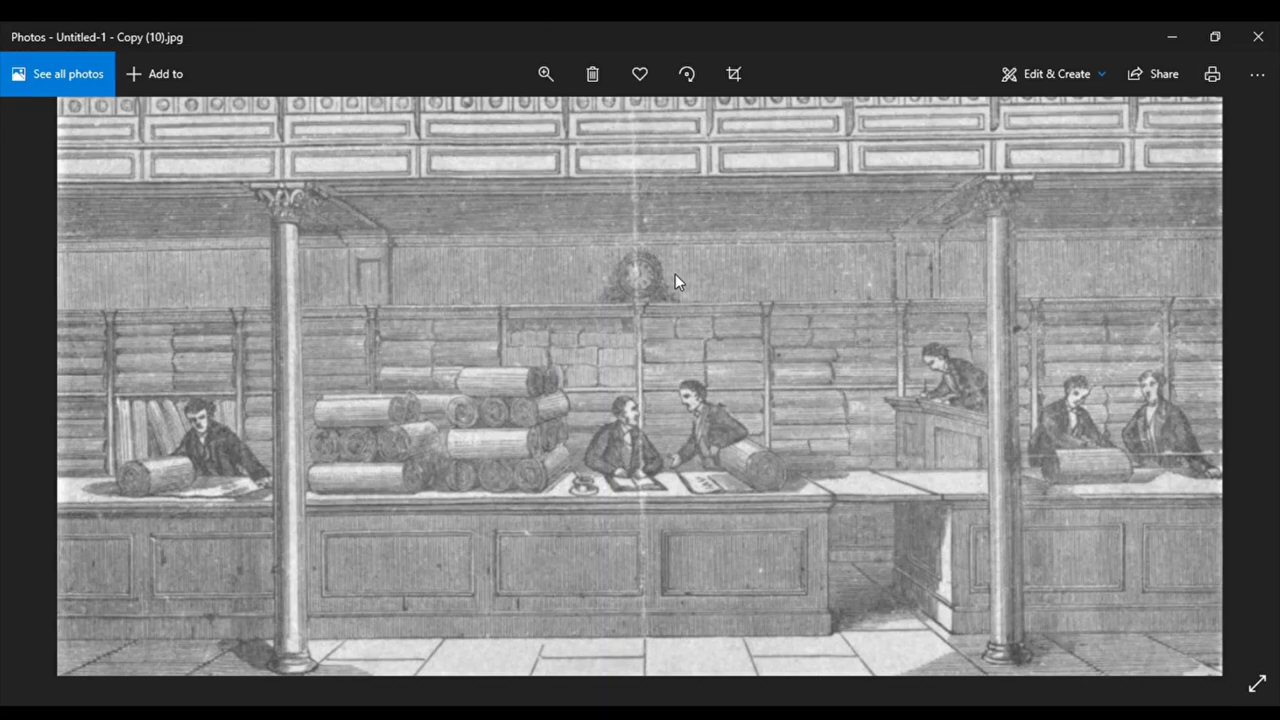 Photos - Untitled-1 - Copy (10).jpg
See all photos
Add to
Edit & Create
Share